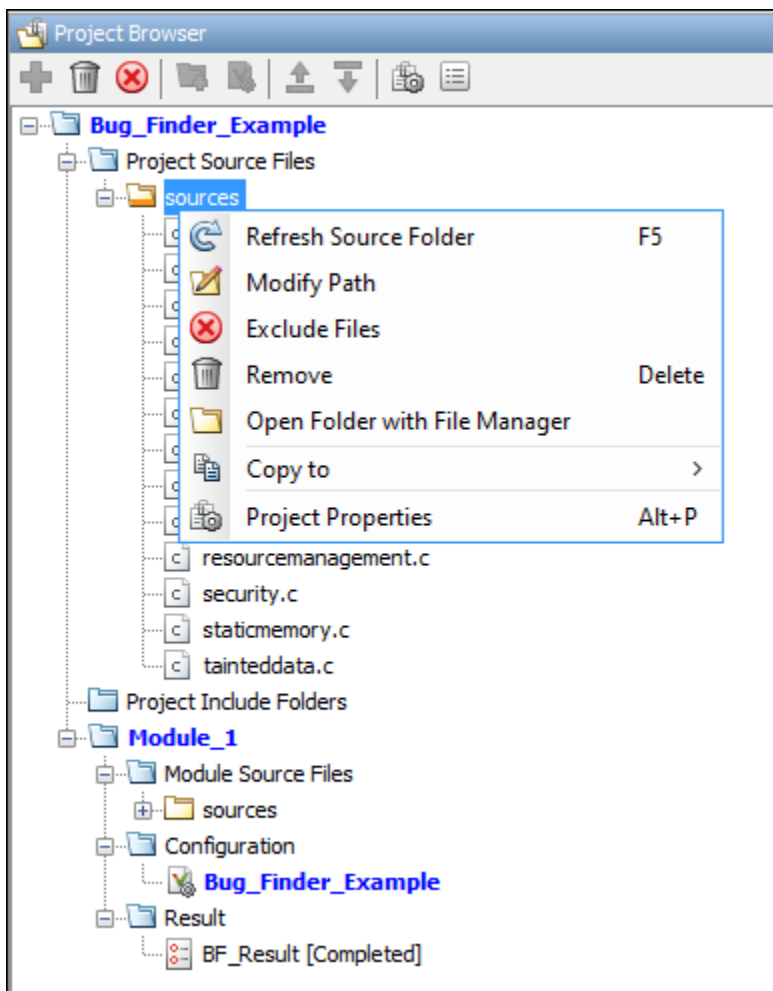 Project Browser
Bug_Finder_Example
Project Source Files
sources
Refresh Source Folder F5
Modify Path
Exclude Files
Remove Delete
Open Folder with File Manager
Copy to >
Project Properties Alt+P
c resourcemanagement.c
c security.c
c staticmemory.c
c tainteddata.c
Project Include Folders
Module_1
Module Source Files
sources
Configuration
Bug_Finder_Example
Result
BF_Result [Completed]